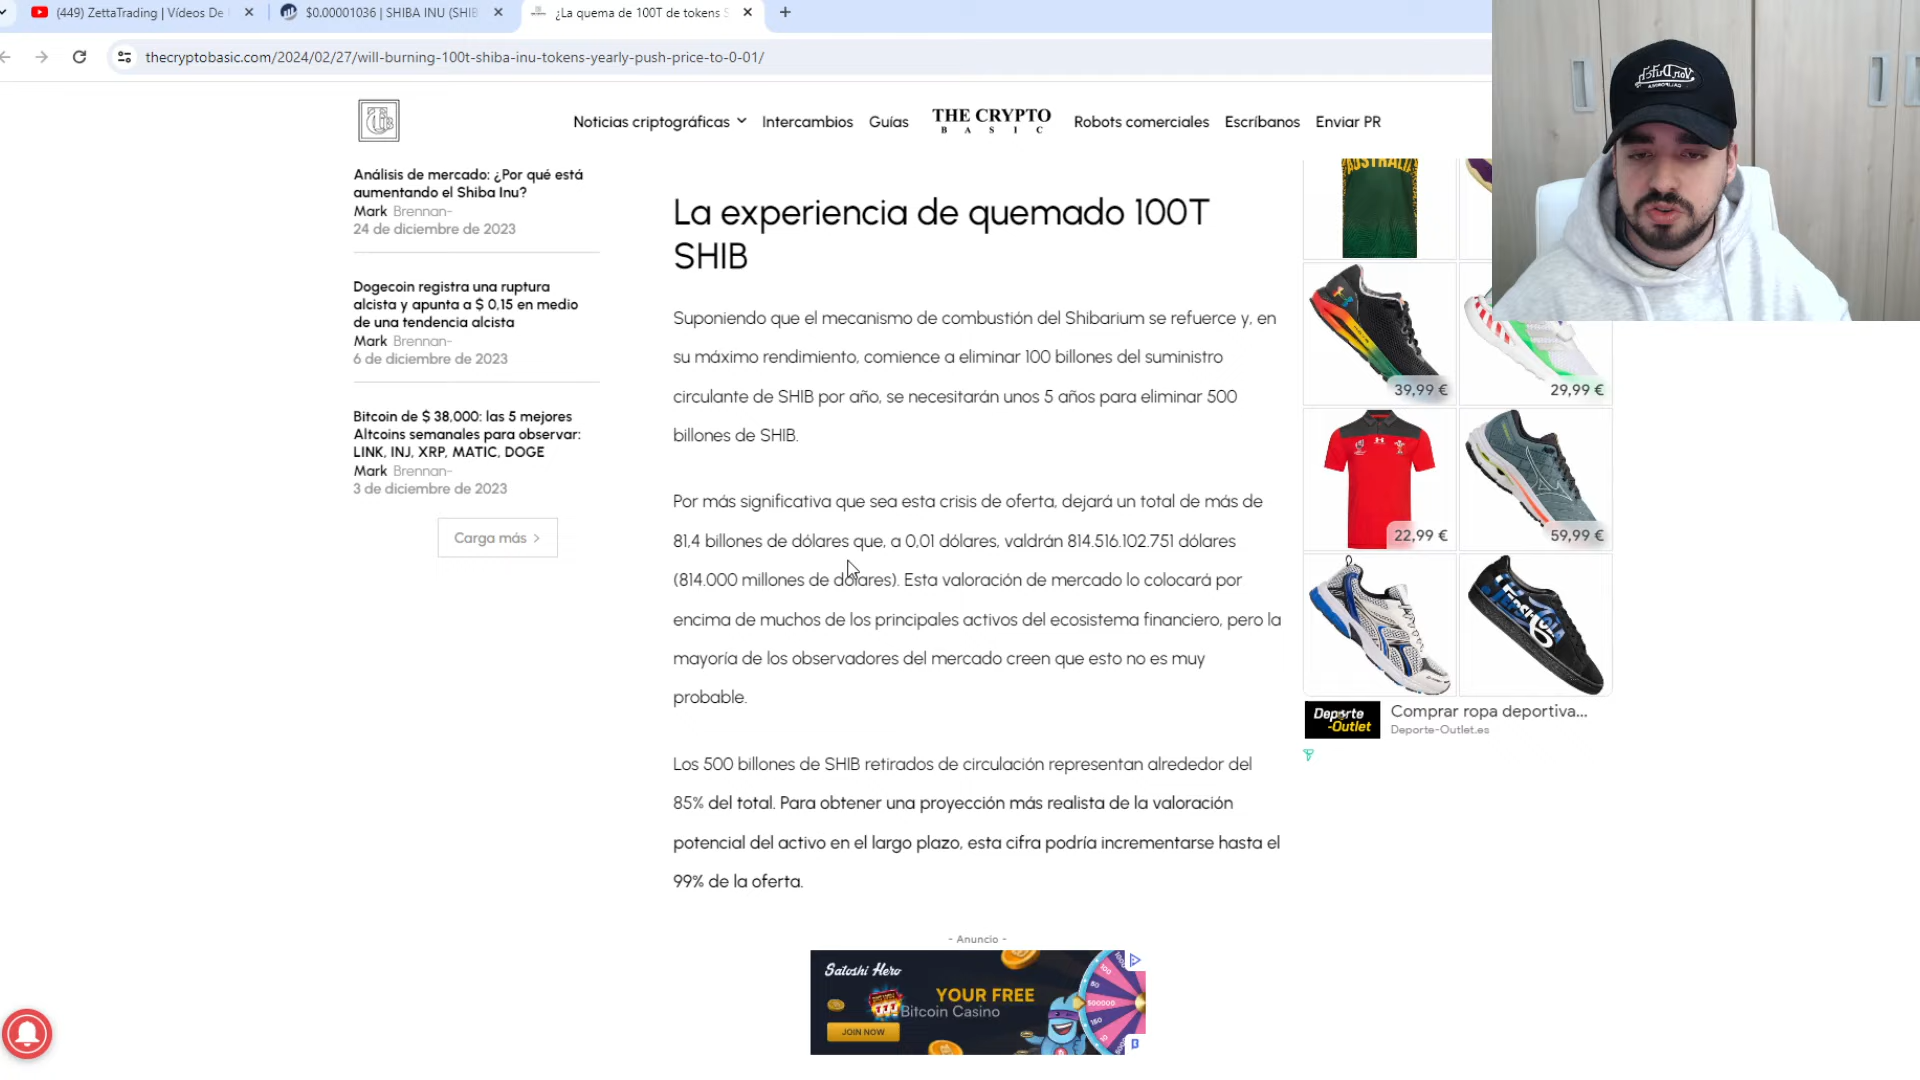 (449) ZettaTrading | Vídeos De
$0.00001036 | SHIBA INU (SHIB
¿La quema de 100T de tokens S
thecryptobasic.com/2024/02/27/will-burning-100t-shiba-inu-tokens-yearly-push-price-to-0-01/
Noticias criptográficas
Intercambios
Guías
THE CRYPTO
BASIC
Robots comerciales
Escríbanos
Enviar PR
Análisis de mercado: ¿Por qué está
aumentando el Shiba Inu?
Mark Brennan-
24 de diciembre de 2023
Dogecoin registra una ruptura
alcista y apunta a $ 0,15 en medio
de una tendencia alcista
Mark Brennan-
6 de diciembre de 2023
Bitcoin de $ 38,000: las 5 mejores
Altcoins semanales para observar:
LINK, INJ, XRP, MATIC, DOGE
Mark Brennan-
3 de diciembre de 2023
Carga más
La experiencia de quemado 100T
SHIB
Suponiendo que el mecanismo de combustión del Shibarium se refuerce y, en
su máximo rendimiento, comience a eliminar 100 billones del suministro
circulante de SHIB por año, se necesitarán unos 5 años para eliminar 500
billones de SHIB.
Por más significativa que sea esta crisis de oferta, dejará un total de más de
81,4 billones de dólares que, a 0,01 dólares, valdrán 814.516.102.751 dólares
(814.000 millones de dólares). Esta valoración de mercado lo colocará por
encima de muchos de los principales activos del ecosistema financiero, pero la
mayoría de los observadores del mercado creen que esto no es muy
probable.
Los 500 billones de SHIB retirados de circulación representan alrededor del
85% del total. Para obtener una proyección más realista de la valoración
potencial del activo en el largo plazo, esta cifra podría incrementarse hasta el
99% de la oferta.
- Anuncio -
Satoshi Hero
YOUR FREE
Bitcoin Casino
JOIN NOW
777
500000
AUSTRALIA
39,99 €
29,99 €
22,99 €
59,99 €
Deporte
-Outlet
Comprar ropa deportiva...
Deporte-Outlet.es
Von Dutch